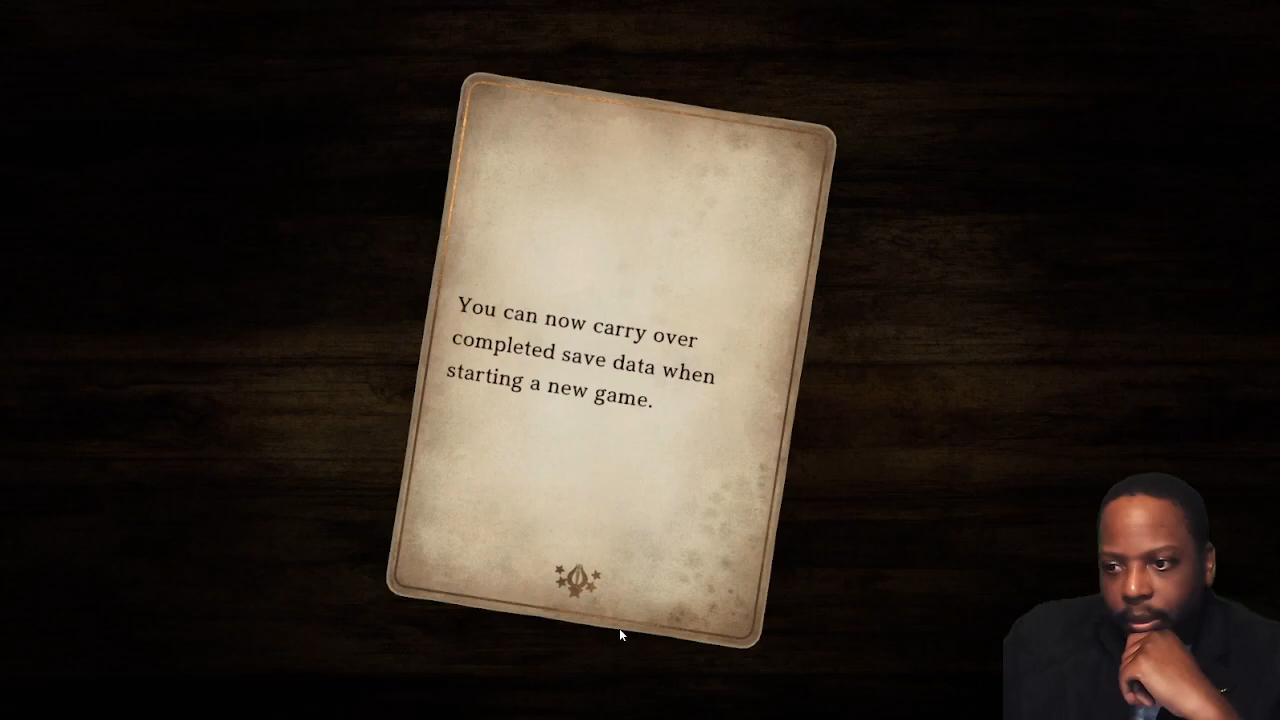 You can now carry over
completed save data when
starting a new game.